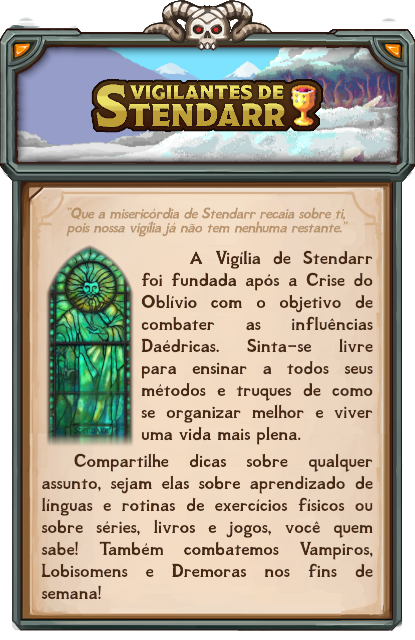 VIGILANTES DE
STENDARR
"Que a misericórdia de Stendarr recaia sobre ti,
pois nossa vigília já não tem nenhuma restante."
A Vigília de Stendarr
foi fundada após a Crise do
Oblívio com o objetivo de
combater as influências
Daédricas. Sinta-se livre
para ensinar a todos seus
métodos e truques de como
se organizar melhor e viver
uma vida mais plena.
Compartilhe dicas sobre qualquer
assunto, sejam elas sobre aprendizado de
línguas e rotinas de exercícios físicos ou
sobre séries, livros e jogos, você quem
sabe! Também combatemos Vampiros,
Lobisomens e Dremoras nos fins de
semana!